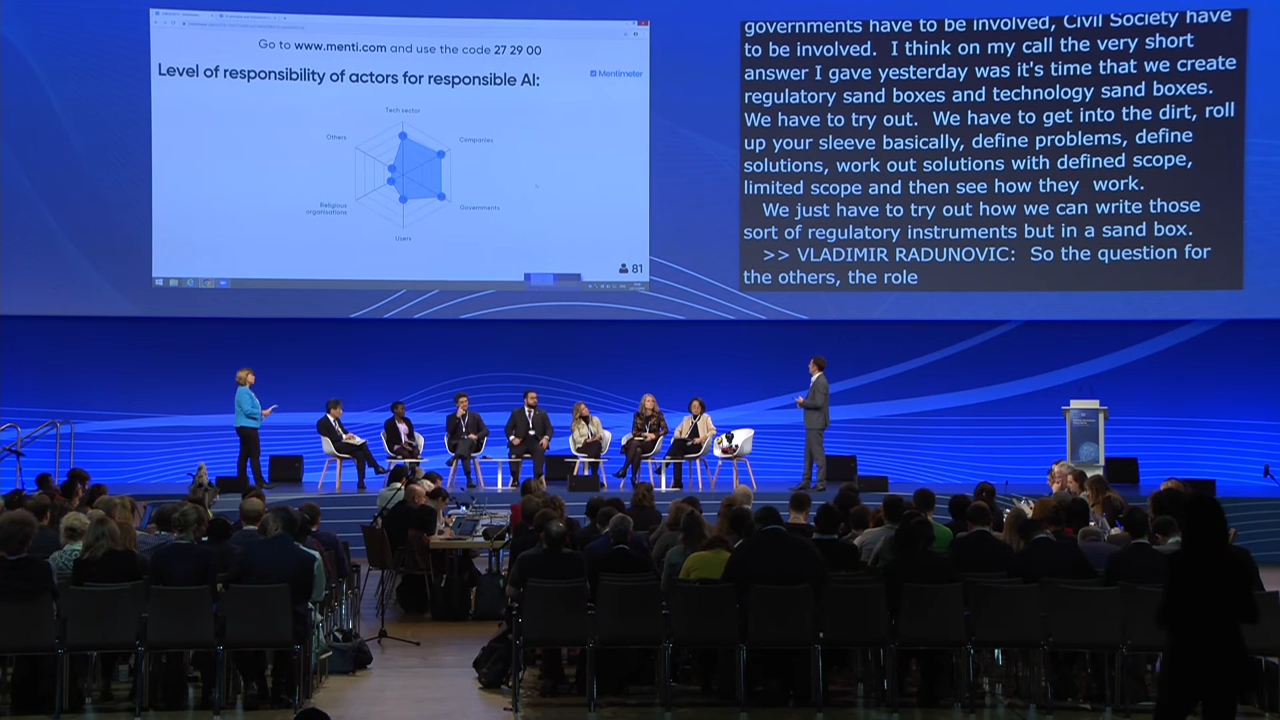 Go to www.menti.com and use the code 27 29 00
Level of responsibility of actors for responsible AI:
Mentimeter
Tech sector
Others
Companies
Religious
organisations
Governments
Users
81
governments have to be involved, Civil Society have
to be involved.  I think on my call the very short
answer I gave yesterday was it's time that we create
regulatory sand boxes and technology sand boxes.
We have to try out.  We have to get into the dirt, roll
up your sleeve basically, define problems, define
solutions, work out solutions with defined scope,
limited scope and then see how they  work.
We just have to try out how we can write those
sort of regulatory instruments but in a sand box.
>> VLADIMIR RADUNOVIC:  So the question for
the others, the role